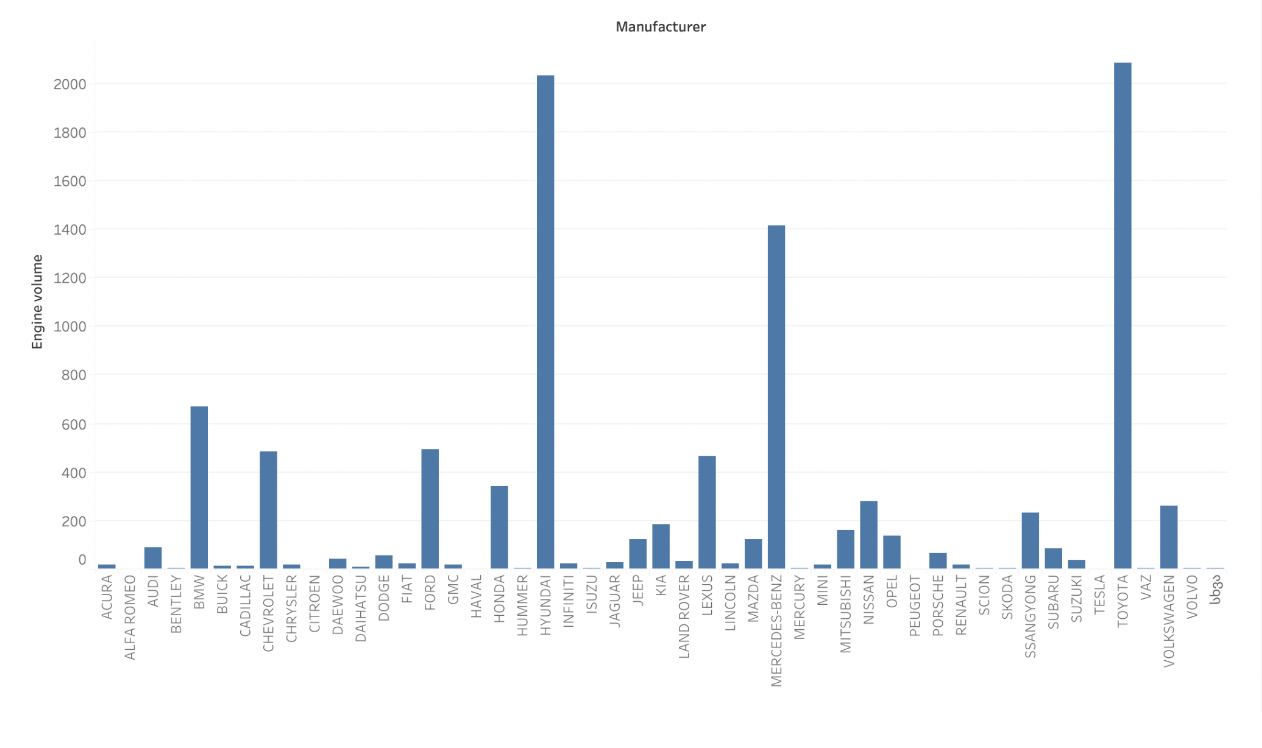 Manufacturer
Engine volume
2000
1800
1600
1400
1200
1000
800
600
400
200
0
ACURA
ALFA ROMEO
AUDI
BENTLEY
BMW
BUICK
CADILLAC
CHEVROLET
CHRYSLER
CITROEN
DAEWOO
DAIHATSU
DODGE
FIAT
FORD
GMC
HAVAL
HONDA
HUMMER
HYUNDAI
INFINITI
ISUZU
JAGUAR
JEEP
KIA
LAND ROVER
LEXUS
LINCOLN
MAZDA
MERCEDES-BENZ
MERCURY
MINI
MITSUBISHI
NISSAN
OPEL
PEUGEOT
PORSCHE
RENAULT
SCION
SKODA
SSANGYONG
SUBARU
SUZUKI
TESLA
TOYOTA
VAZ
VOLKSWAGEN
VOLVO
სხვა